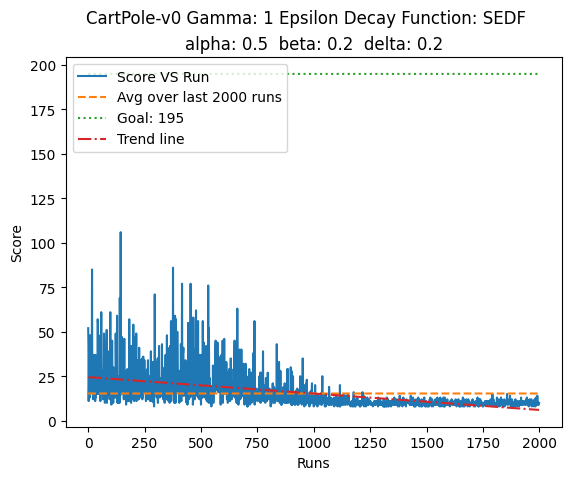 CartPole-v0 Gamma: 1 Epsilon Decay Function: SEDF
alpha: 0.5  beta: 0.2  delta: 0.2
Score VS Run
Avg over last 2000 runs
Goal: 195
Trend line
200
175
150
125
100
75
50
25
0
Score
0
250
500
750
1000
1250
1500
1750
2000
Runs